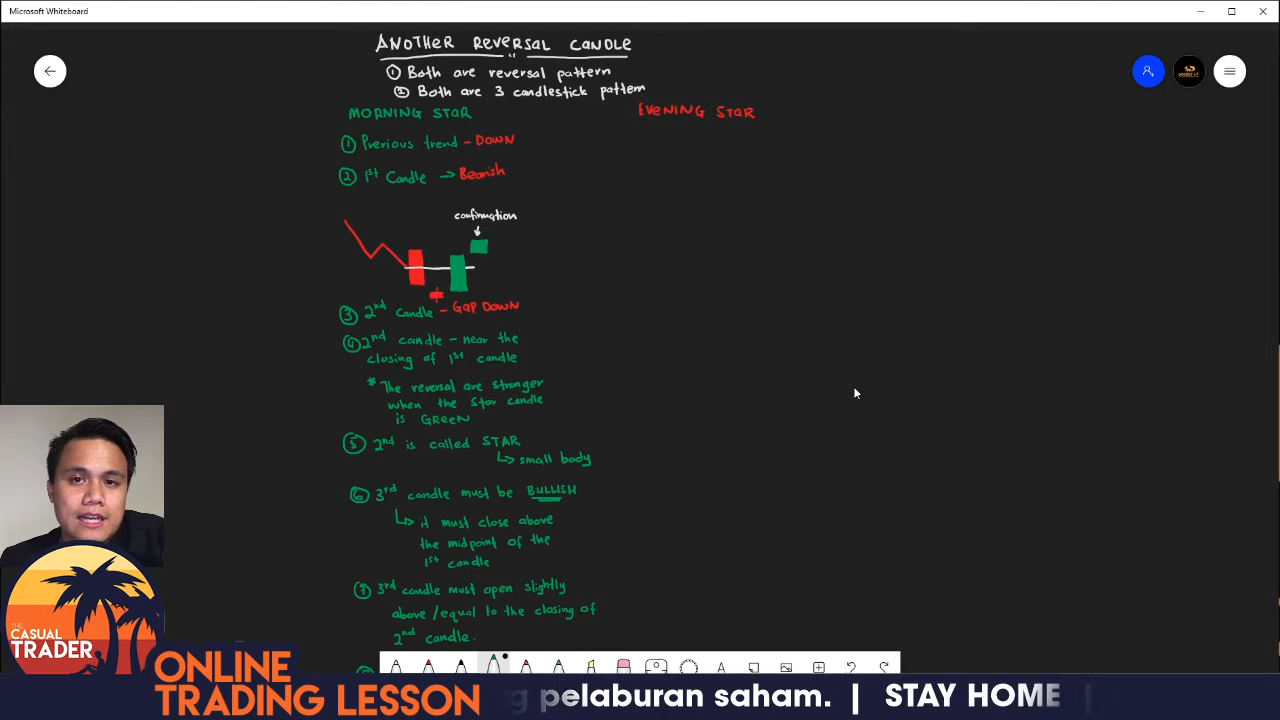 Microsoft Whiteboard
ANOTHER REVERSAL CANDLE
① Both are reversal pattern
② Both are 3 candlestick pattern
MORNING STAR
EVENING STAR
① Previous trend - DOWN
② 1st Candle → Bearish
confirmation
③ 2nd Candle - GAP DOWN
④ 2nd candle - near the
closing of 1st candle
* The reversal are stronger
when the Star candle
is GREEN
⑤ 2nd is called STAR
↳ small body
⑥ 3rd candle must be BULLISH
↳ it must close above
the midpoint of the
1st candle
⑦ 3rd candle must open slightly
above/equal to the closing of
2nd candle.
THE
CASUAL
TRADER
ONLINE
TRADING LESSON
pelaburan saham. | STAY HOME |